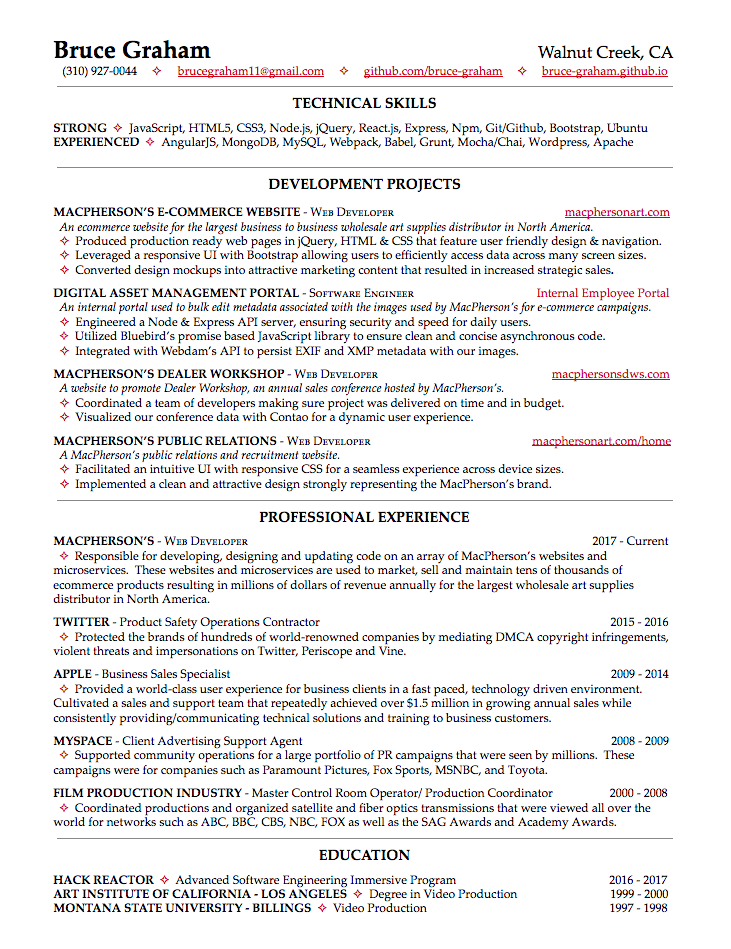 Bruce Graham Walnut Creek, CA
(310) 927-0044 ✧ brucegraham11@gmail.com ✧ github.com/bruce-graham ✧ bruce-graham.github.io
TECHNICAL SKILLS
STRONG ✧ JavaScript, HTML5, CSS3, Node.js, jQuery, React.js, Express, Npm, Git/Github, Bootstrap, Ubuntu
EXPERIENCED ✧ AngularJS, MongoDB, MySQL, Webpack, Babel, Grunt, Mocha/Chai, Wordpress, Apache
DEVELOPMENT PROJECTS
MACPHERSON'S E-COMMERCE WEBSITE - Web Developer macphersonart.com
An ecommerce website for the largest business to business wholesale art supplies distributor in North America.
✧ Produced production ready web pages in jQuery, HTML & CSS that feature user friendly design & navigation.
✧ Leveraged a responsive UI with Bootstrap allowing users to efficiently access data across many screen sizes.
✧ Converted design mockups into attractive marketing content that resulted in increased strategic sales.
DIGITAL ASSET MANAGEMENT PORTAL - Software Engineer Internal Employee Portal
An internal portal used to bulk edit metadata associated with the images used by MacPherson's for e-commerce campaigns.
✧ Engineered a Node & Express API server, ensuring security and speed for daily users.
✧ Utilized Bluebird's promise based JavaScript library to ensure clean and concise asynchronous code.
✧ Integrated with Webdam's API to persist EXIF and XMP metadata with our images.
MACPHERSON'S DEALER WORKSHOP - Web Developer macphersonsdws.com
A website to promote Dealer Workshop, an annual sales conference hosted by MacPherson's.
✧ Coordinated a team of developers making sure project was delivered on time and in budget.
✧ Visualized our conference data with Contao for a dynamic user experience.
MACPHERSON'S PUBLIC RELATIONS - Web Developer macphersonart.com/home
A MacPherson's public relations and recruitment website.
✧ Facilitated an intuitive UI with responsive CSS for a seamless experience across device sizes.
✧ Implemented a clean and attractive design strongly representing the MacPherson's brand.
PROFESSIONAL EXPERIENCE
MACPHERSON'S - Web Developer 2017 - Current
✧ Responsible for developing, designing and updating code on an array of MacPherson's websites and
microservices. These websites and microservices are used to market, sell and maintain tens of thousands of
ecommerce products resulting in millions of dollars of revenue annually for the largest wholesale art supplies
distributor in North America.
TWITTER - Product Safety Operations Contractor 2015 - 2016
✧ Protected the brands of hundreds of world-renowned companies by mediating DMCA copyright infringements,
violent threats and impersonations on Twitter, Periscope and Vine.
APPLE - Business Sales Specialist 2009 - 2014
✧ Provided a world-class user experience for business clients in a fast paced, technology driven environment.
Cultivated a sales and support team that repeatedly achieved over $1.5 million in growing annual sales while
consistently providing/communicating technical solutions and training to business customers.
MYSPACE - Client Advertising Support Agent 2008 - 2009
✧ Supported community operations for a large portfolio of PR campaigns that were seen by millions. These
campaigns were for companies such as Paramount Pictures, Fox Sports, MSNBC, and Toyota.
FILM PRODUCTION INDUSTRY - Master Control Room Operator/ Production Coordinator 2000 - 2008
✧ Coordinated productions and organized satellite and fiber optics transmissions that were viewed all over the
world for networks such as ABC, BBC, CBS, NBC, FOX as well as the SAG Awards and Academy Awards.
EDUCATION
HACK REACTOR ✧ Advanced Software Engineering Immersive Program 2016 - 2017
ART INSTITUTE OF CALIFORNIA - LOS ANGELES ✧ Degree in Video Production 1999 - 2000
MONTANA STATE UNIVERSITY - BILLINGS ✧ Video Production 1997 - 1998